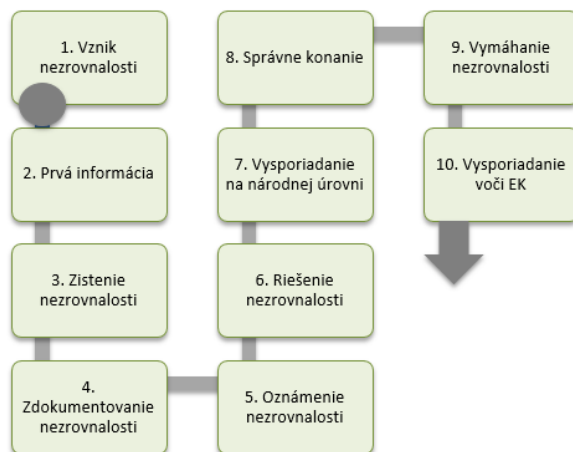 1. Vznik
nezrovnalosti
2. Prvá informácia
3. Zistenie
nezrovnalosti
4.
Zdokumentovanie
nezrovnalosti
5. Oznámenie
nezrovnalosti
6. Riešenie
nezrovnalosti
7. Vysporiadanie
na národnej úrovni
8. Správne konanie
9. Vymáhanie
nezrovnalosti
10. Vysporiadanie
voči EK